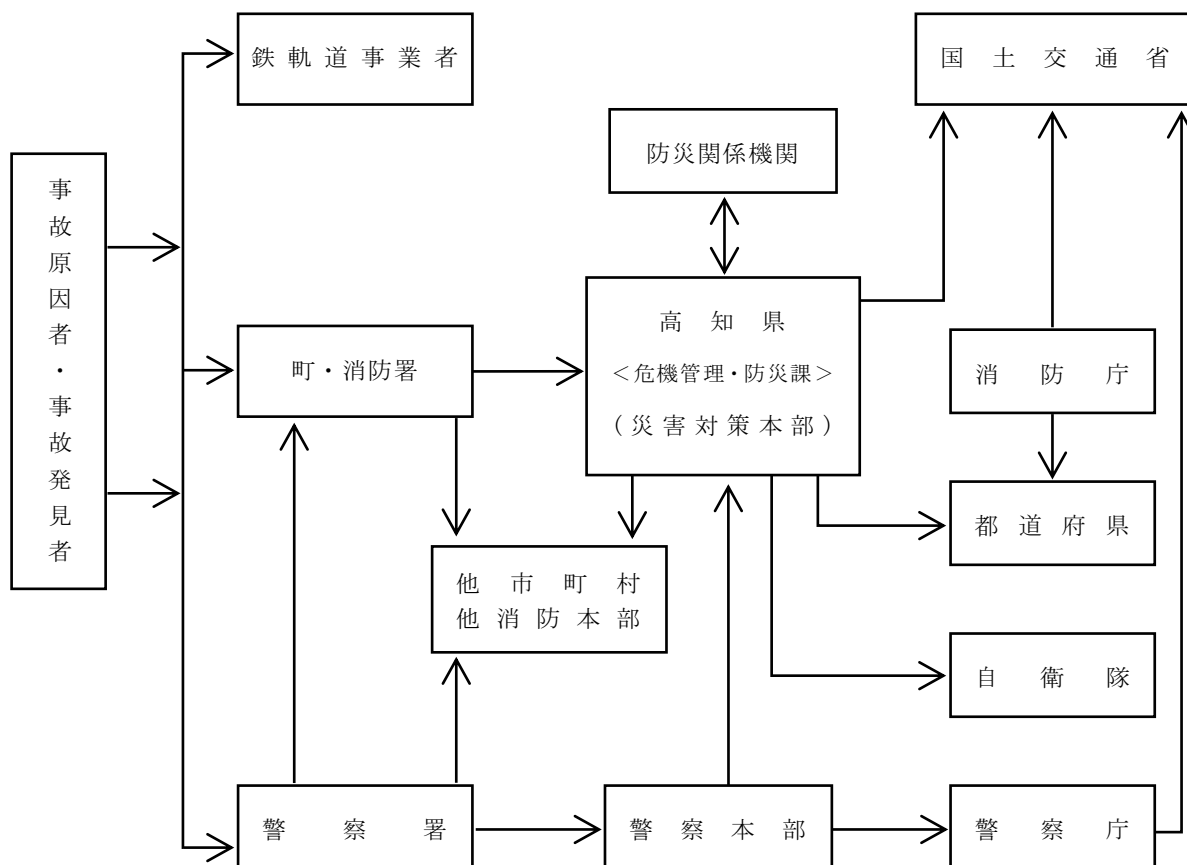 鉄軌道事業者
国土交通省
防災関係機関
事故原因者・事故発見者
高知県
町・消防署
<危機管理・防災課>
(災害対策本部)
消防庁
都道府県
他市町村
他消防本部
自衛隊
警察署
警察本部
警察庁